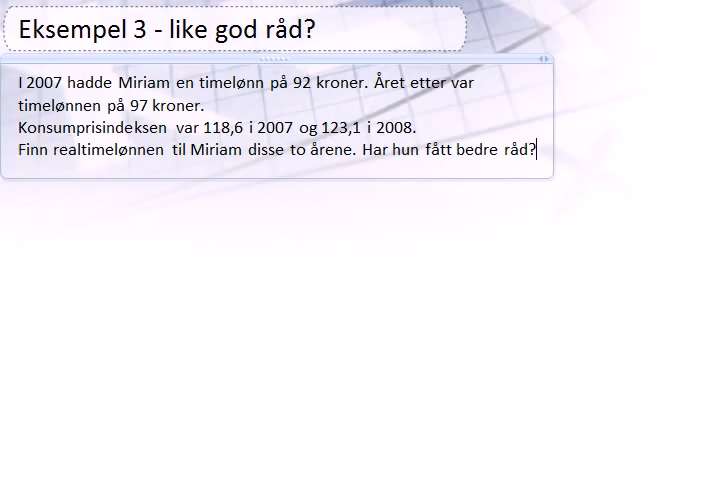 Eksempel 3 - like god råd?
I 2007 hadde Miriam en timelønn på 92 kroner. Året etter var
timelønnen på 97 kroner.
Konsumprisindeksen var 118,6 i 2007 og 123,1 i 2008.
Finn realtimelønnen til Miriam disse to årene. Har hun fått bedre råd?